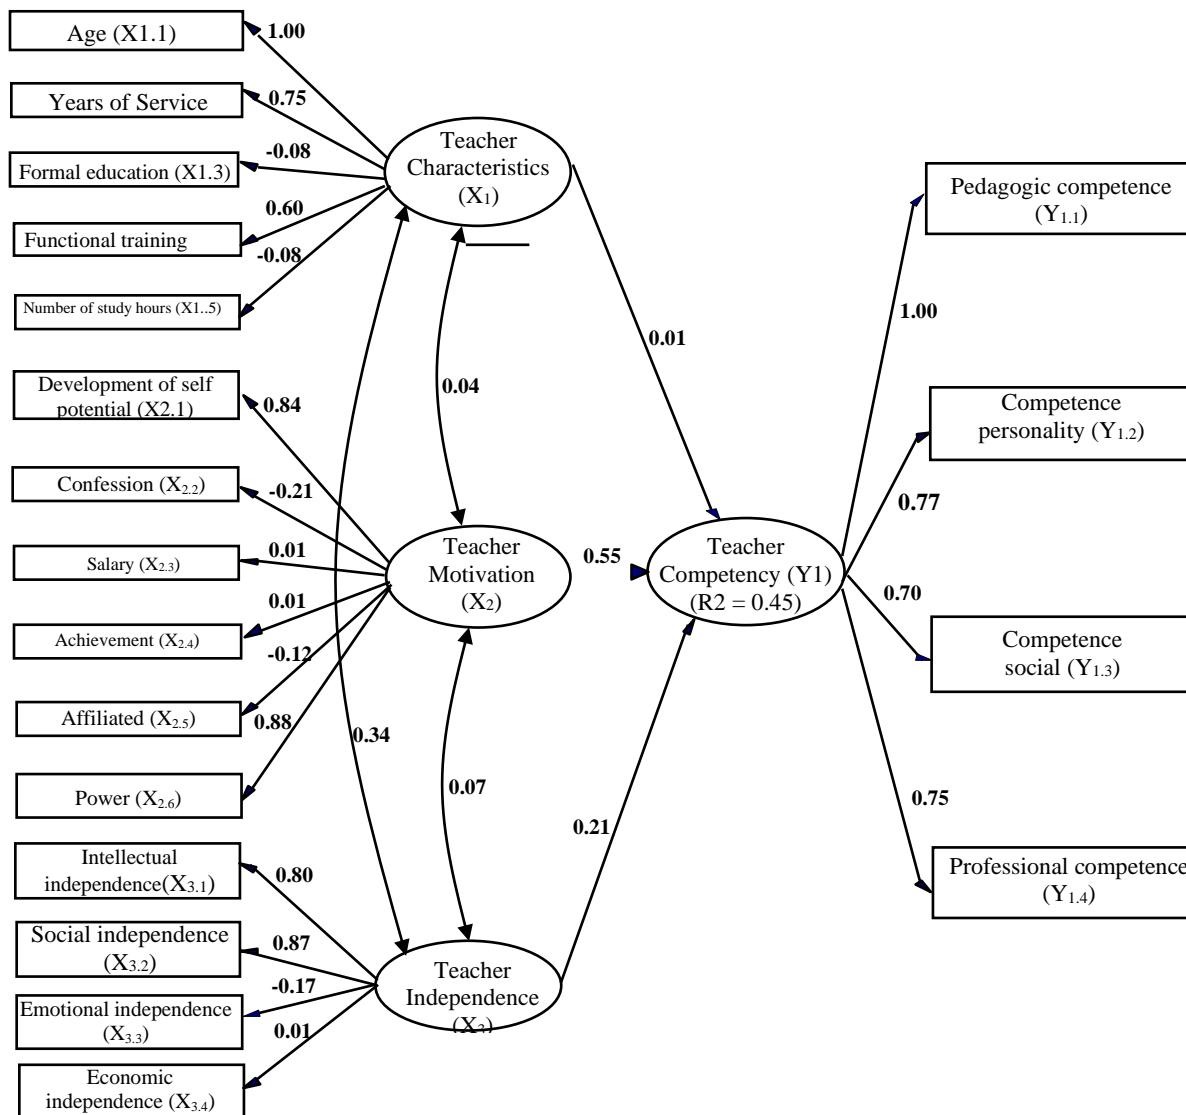 Age (X1.1)
1.00
Years of Service
0.75
Formal education (X1.3)
-0.08
Functional training
0.60
Number of study hours (X1..5)
-0.08
Teacher
Characteristics
(X1)
Development of self
potential (X2.1)
0.84
Confession (X2.2)
-0.21
Salary (X2.3)
0.01
Achievement (X2.4)
0.01
Affiliated (X2.5)
-0.12
Power (X2.6)
0.88
Teacher
Motivation
(X2)
Intellectual
independence(X3.1)
0.80
Social independence
(X3.2)
0.87
Emotional independence
(X3.3)
-0.17
Economic
independence (X3.4)
0.01
Teacher
Independence
(X3)
0.04
0.34
0.07
0.01
0.55
0.21
Teacher
Competency (Y1)
(R2 = 0.45)
Pedagogic competence
(Y1.1)
1.00
Competence
personality (Y1.2)
0.77
Competence
social (Y1.3)
0.70
Professional competence
(Y1.4)
0.75